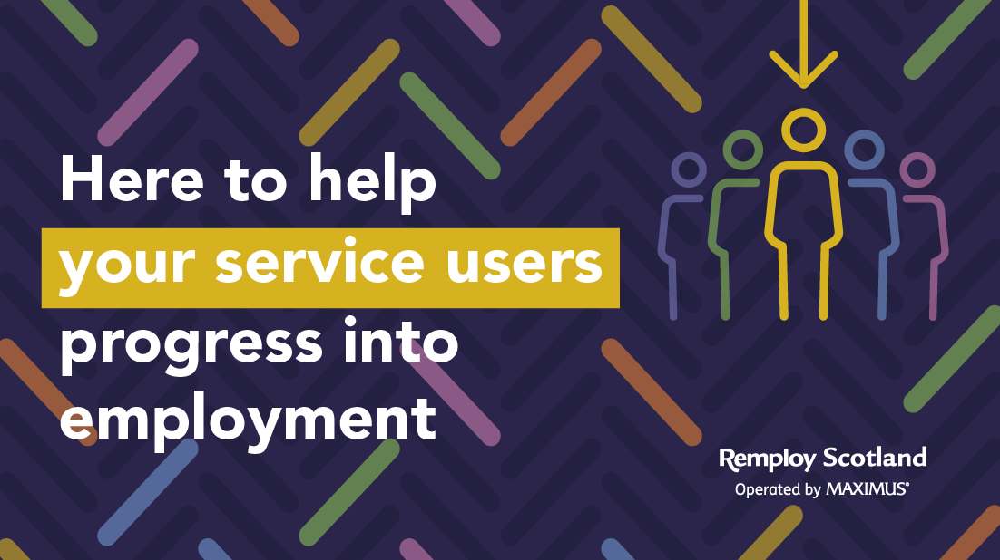 Here to help
your service users
progress into
employment
Remploy Scotland
Operated by MAXIMUS®